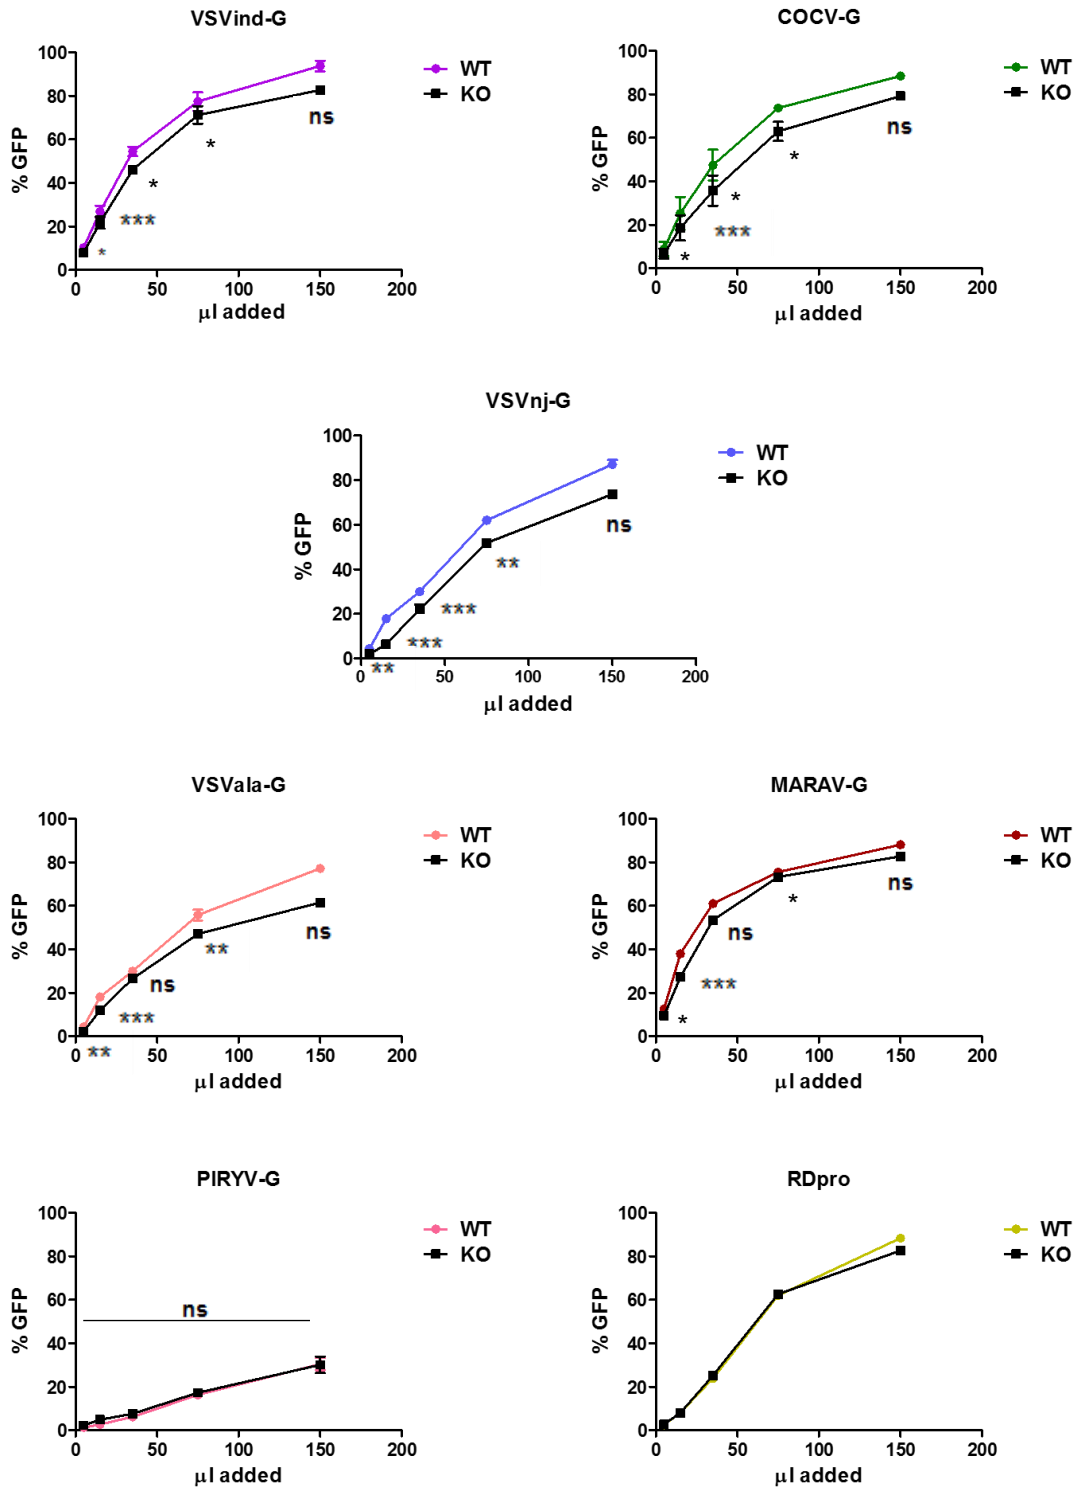 VSVind-G
COCV-G
100
80
60
40
20
0
% GFP
0 50 100 150 200
µl added
WT
KO
*
***
*
*
ns
100
80
60
40
20
0
% GFP
0 50 100 150 200
µl added
WT
KO
*
***
*
*
ns
VSVnj-G
100
80
60
40
20
0
% GFP
0 50 100 150 200
µl added
WT
KO
**
***
***
**
ns
VSVala-G
MARAV-G
100
80
60
40
20
0
% GFP
0 50 100 150 200
µl added
WT
KO
**
***
ns
**
ns
100
80
60
40
20
0
% GFP
0 50 100 150 200
µl added
WT
KO
*
***
ns
*
ns
PIRYV-G
RDpro
100
80
60
40
20
0
% GFP
0 50 100 150 200
µl added
WT
KO
ns
100
80
60
40
20
0
% GFP
0 50 100 150 200
µl added
WT
KO